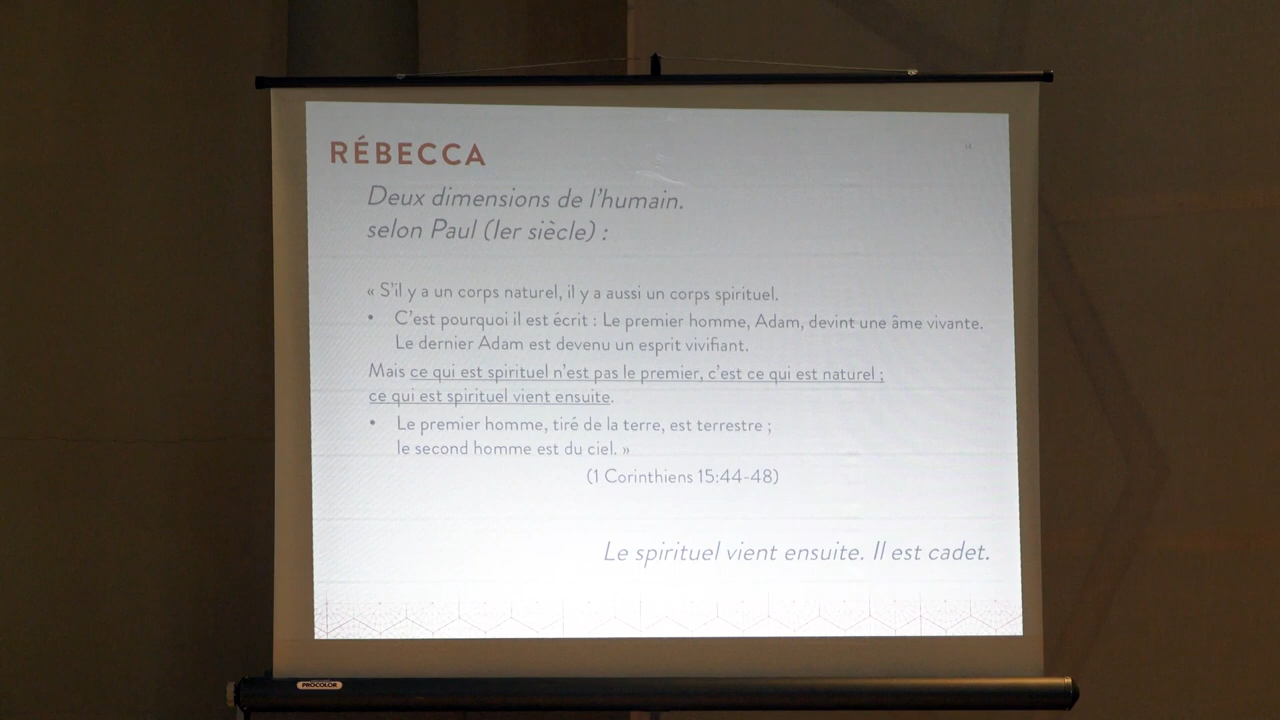 RÉBECCA
Deux dimensions de l'humain.
selon Paul (Ier siècle) :
« S'il y a un corps naturel, il y a aussi un corps spirituel.
• C'est pourquoi il est écrit : Le premier homme, Adam, devint une âme vivante.
Le dernier Adam est devenu un esprit vivifiant.
Mais ce qui est spirituel n'est pas le premier, c'est ce qui est naturel ;
ce qui est spirituel vient ensuite.
• Le premier homme, tiré de la terre, est terrestre ;
le second homme est du ciel. »
(1 Corinthiens 15:44-48)
Le spirituel vient ensuite. Il est cadet.
PROCOLOR